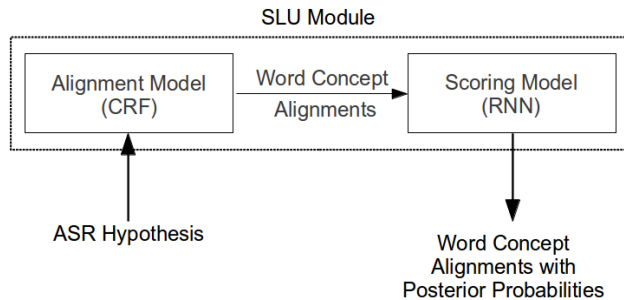 SLU Module
Alignment Model
(CRF)
Word Concept
Alignments
Scoring Model
(RNN)
ASR Hypothesis
Word Concept
Alignments with
Posterior Probabilities